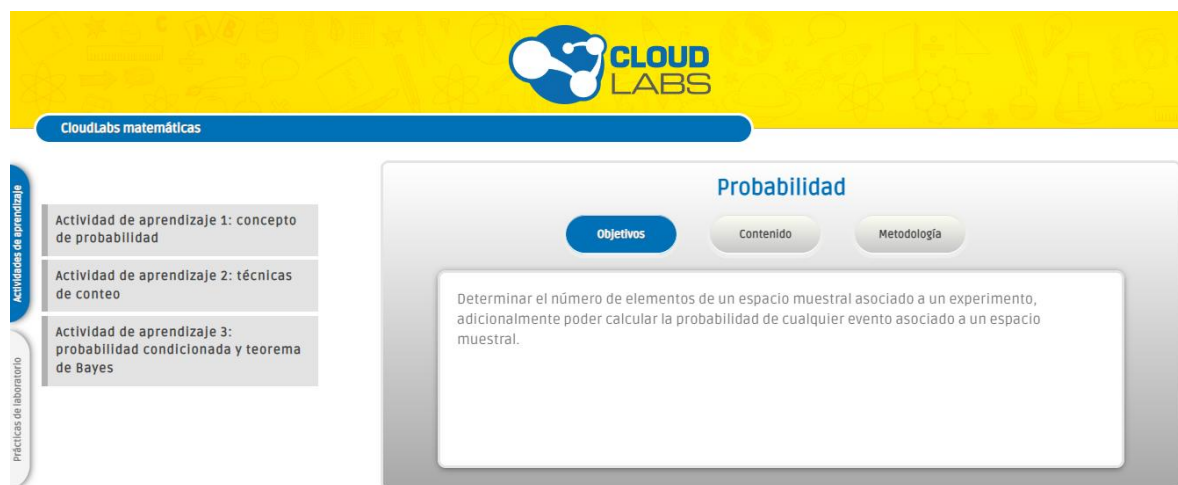 CLOUD
LABS
CloudLabs matemáticas
Actividades de aprendizaje
Prácticas de laboratorio
Actividad de aprendizaje 1: concepto
de probabilidad
Actividad de aprendizaje 2: técnicas
de conteo
Actividad de aprendizaje 3:
probabilidad condicionada y teorema
de Bayes
Probabilidad
Objetivos
Contenido
Metodología
Determinar el número de elementos de un espacio muestral asociado a un experimento,
adicionalmente poder calcular la probabilidad de cualquier evento asociado a un espacio
muestral.